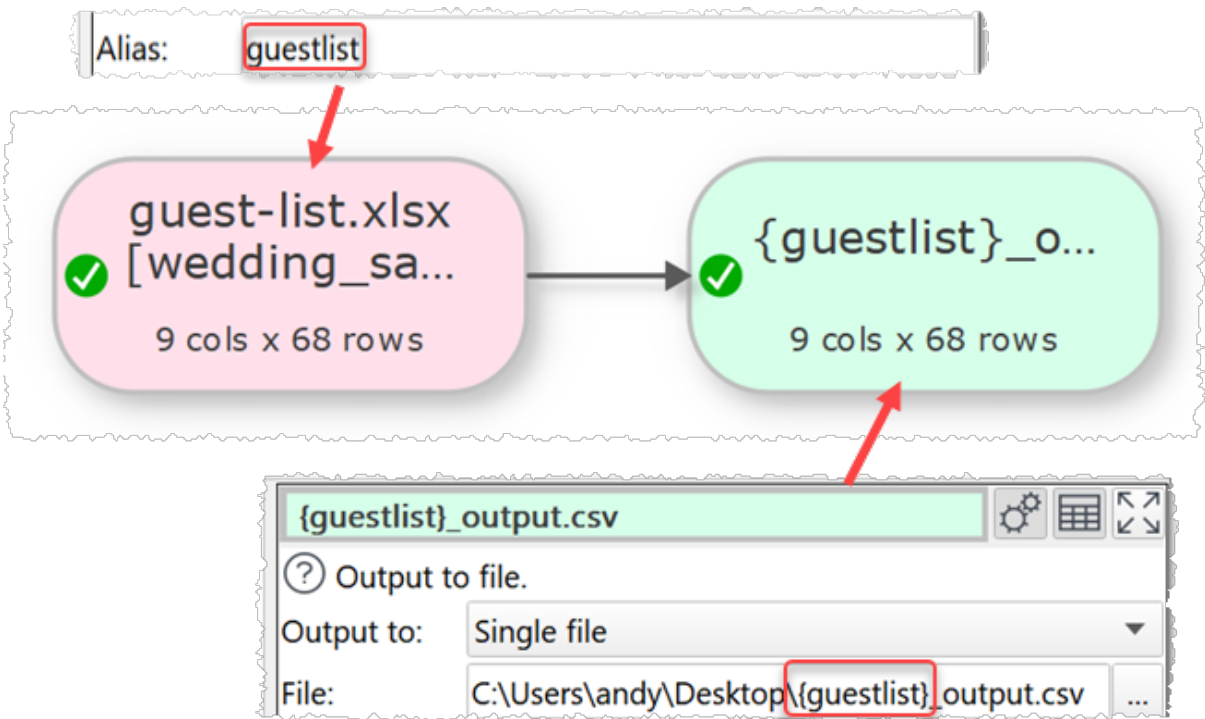 Alias: guestlist
guest-list.xlsx
[wedding_sa...
9 cols x 68 rows
{guestlist}_o...
9 cols x 68 rows
{guestlist}_output.csv
? Output to file.
Output to: Single file
File: C:\Users\andy\Desktop\{guestlist}_output.csv ...